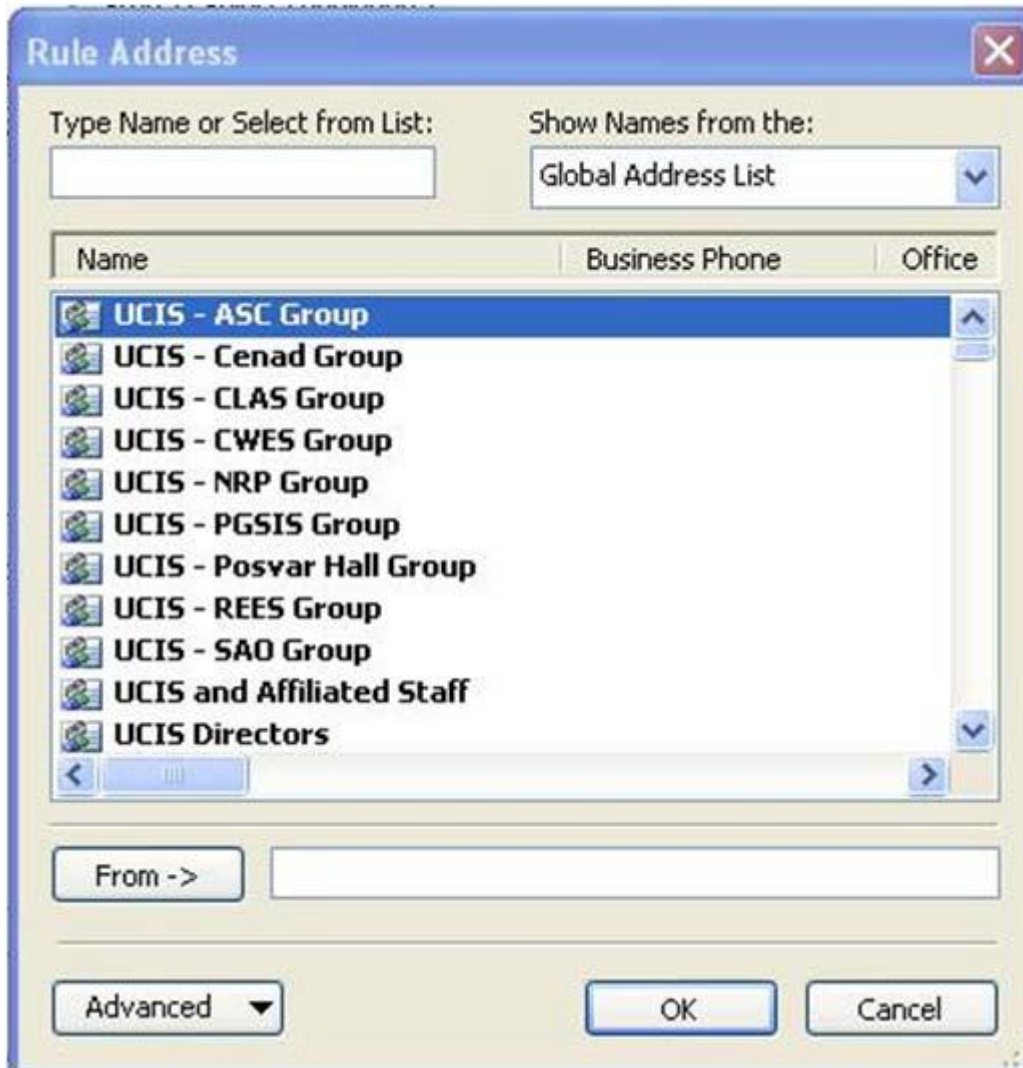 Rule Address
Type Name or Select from List: Show Names from the:
Global Address List
Name Business Phone Office
UCIS - ASC Group
UCIS - Cenad Group
UCIS - CLAS Group
UCIS - CWES Group
UCIS - NRP Group
UCIS - PGSIS Group
UCIS - Posvar Hall Group
UCIS - REES Group
UCIS - SAO Group
UCIS and Affiliated Staff
UCIS Directors
From ->
Advanced OK Cancel